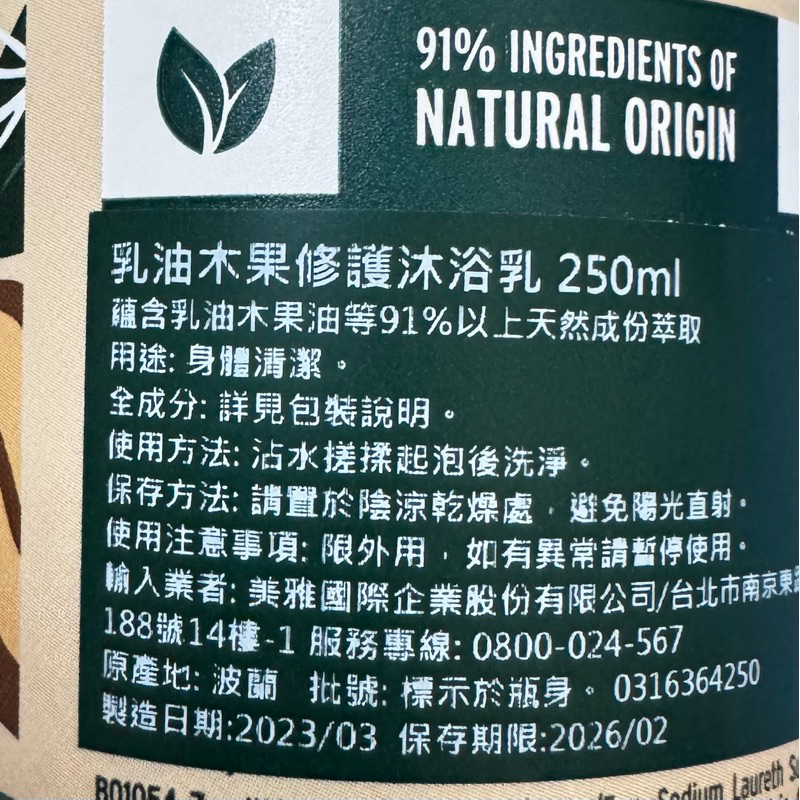 91% INGREDIENTS OF
NATURAL ORIGIN
乳油木果修護沐浴乳 250ml
蘊含乳油木果油等91%以上天然成份萃取
用途: 身體清潔。
全成分: 詳見包裝說明。
使用方法: 沾水搓揉起泡後洗淨。
保存方法: 請置於陰涼乾燥處，避免陽光直射。
使用注意事項: 限外用，如有異常請暫停使用。
輸入業者: 美雅國際企業股份有限公司/台北市南京東
188號14樓-1 服務專線: 0800-024-567
原產地: 波蘭 批號: 標示於瓶身。 0316364250
製造日期:2023/03 保存期限:2026/02
Sodium Laureth